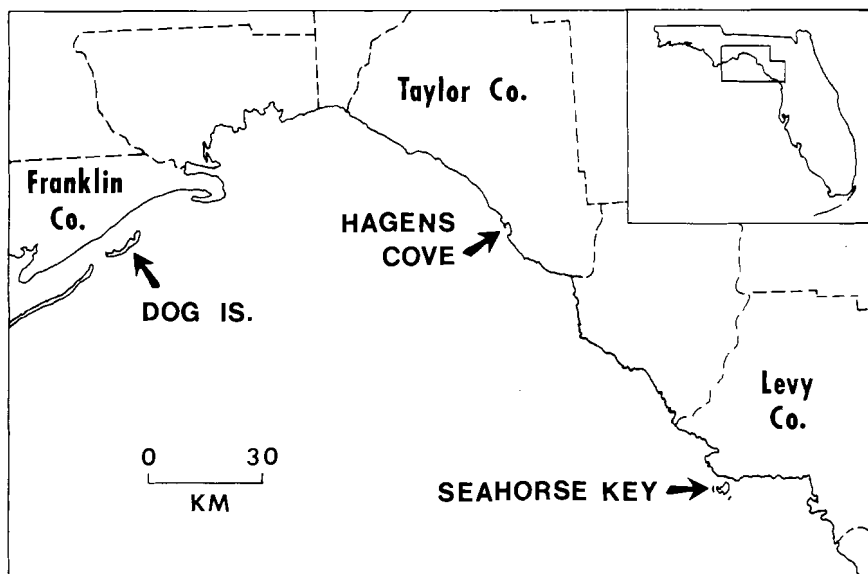 Taylor Co.
Franklin
Co.
HAGENS
COVE
DOG IS.
Levy
Co.
0 30
KM
SEAHORSE KEY